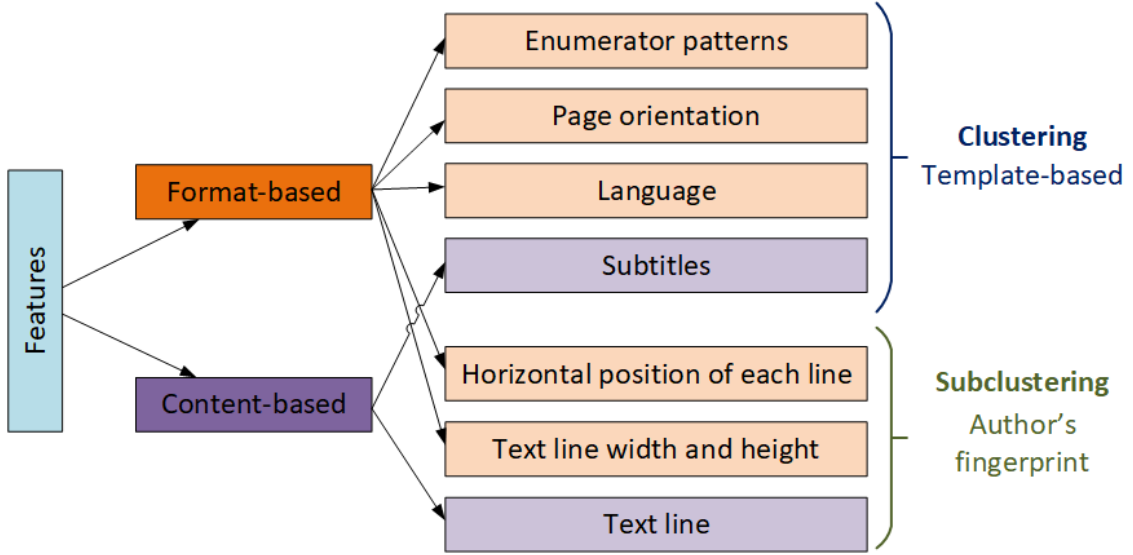 Features
Format-based
Content-based
Enumerator patterns
Page orientation
Language
Subtitles
Horizontal position of each line
Text line width and height
Text line
Clustering
Template-based
Subclustering
Author’s
fingerprint